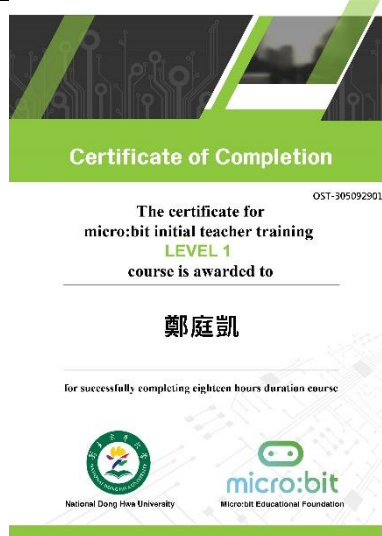 Certificate of Completion
OST-305092901
The certificate for
micro:bit initial teacher training
LEVEL 1
course is awarded to
鄭庭凱
for successfully completing eighteen hours duration course
National Dong Hwa University
micro:bit
Micro:bit Educational Foundation